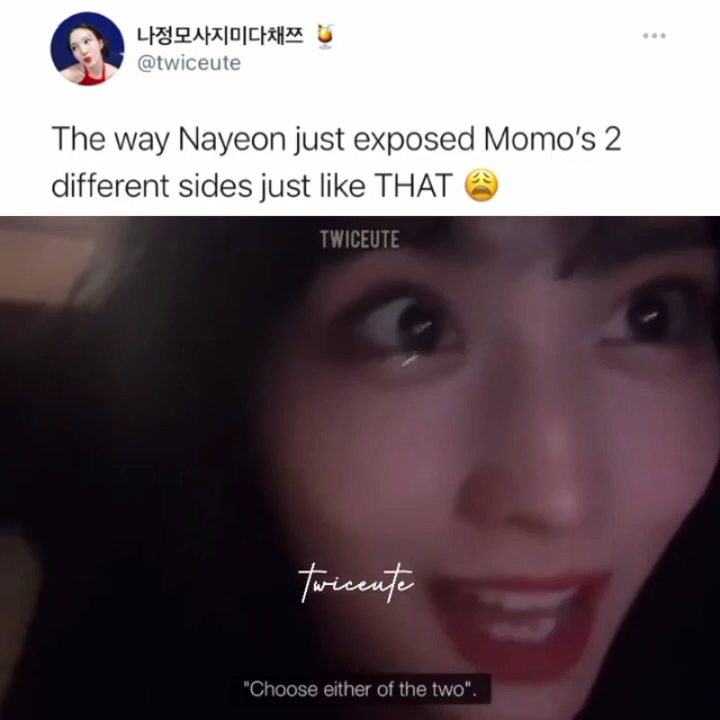 나정모사지미다채쯔 🍹
@twiceute
The way Nayeon just exposed Momo's 2
different sides just like THAT 😩
TWICEUTE
twiceute
"Choose either of the two".